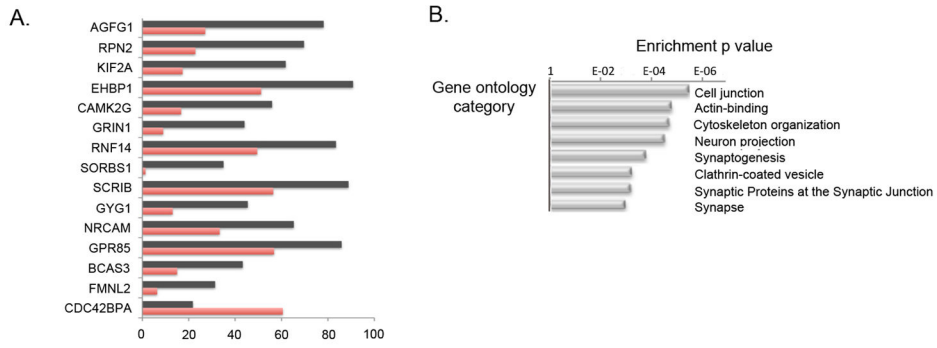 A.
AGFG1
RPN2
KIF2A
EHBP1
CAMK2G
GRIN1
RNF14
SORBS1
SCRIB
GYG1
NRCAM
GPR85
BCAS3
FMNL2
CDC42BPA
0 20 40 60 80 100
B.
Enrichment p value
1 E-02 E-04 E-06
Gene ontology
category
Cell junction
Actin-binding
Cytoskeleton organization
Neuron projection
Synaptogenesis
Clathrin-coated vesicle
Synaptic Proteins at the Synaptic Junction
Synapse